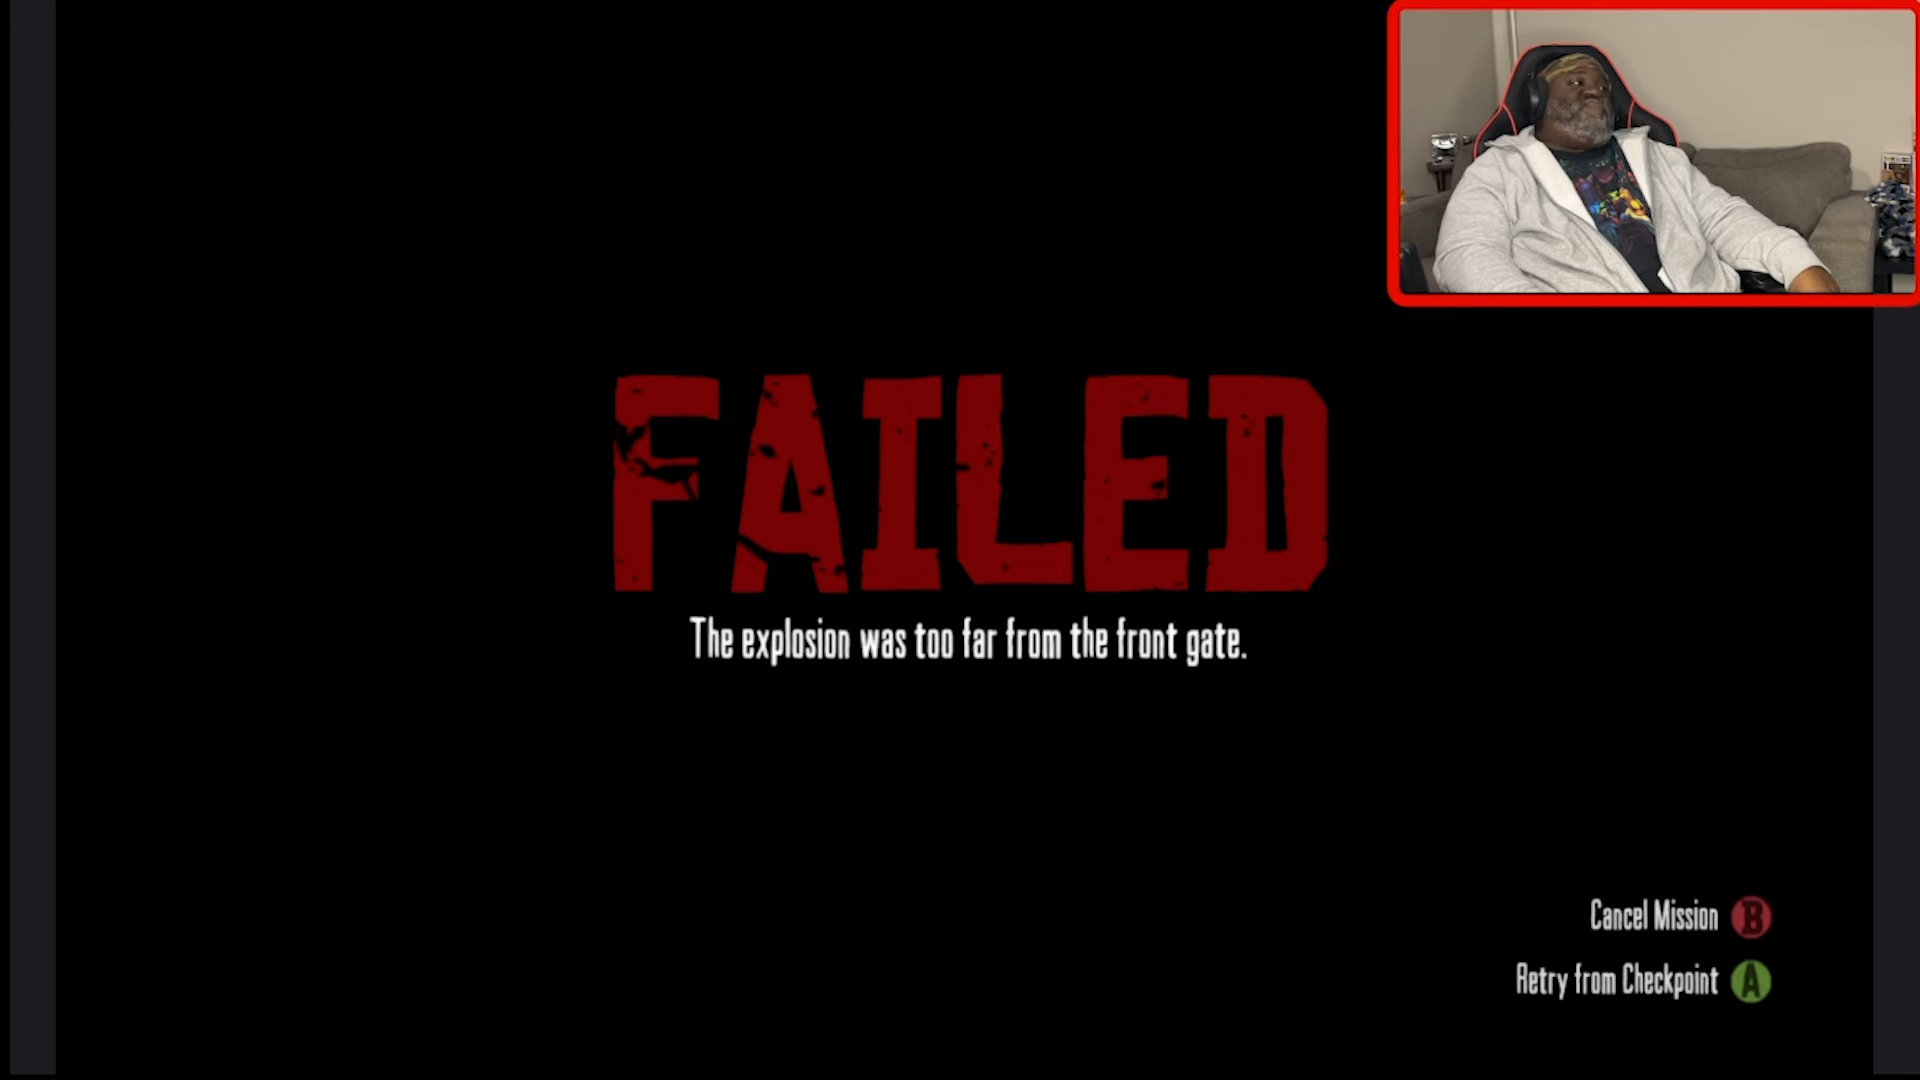 FAILED
The explosion was too far from the front gate.
Cancel Mission B
Retry from Checkpoint A